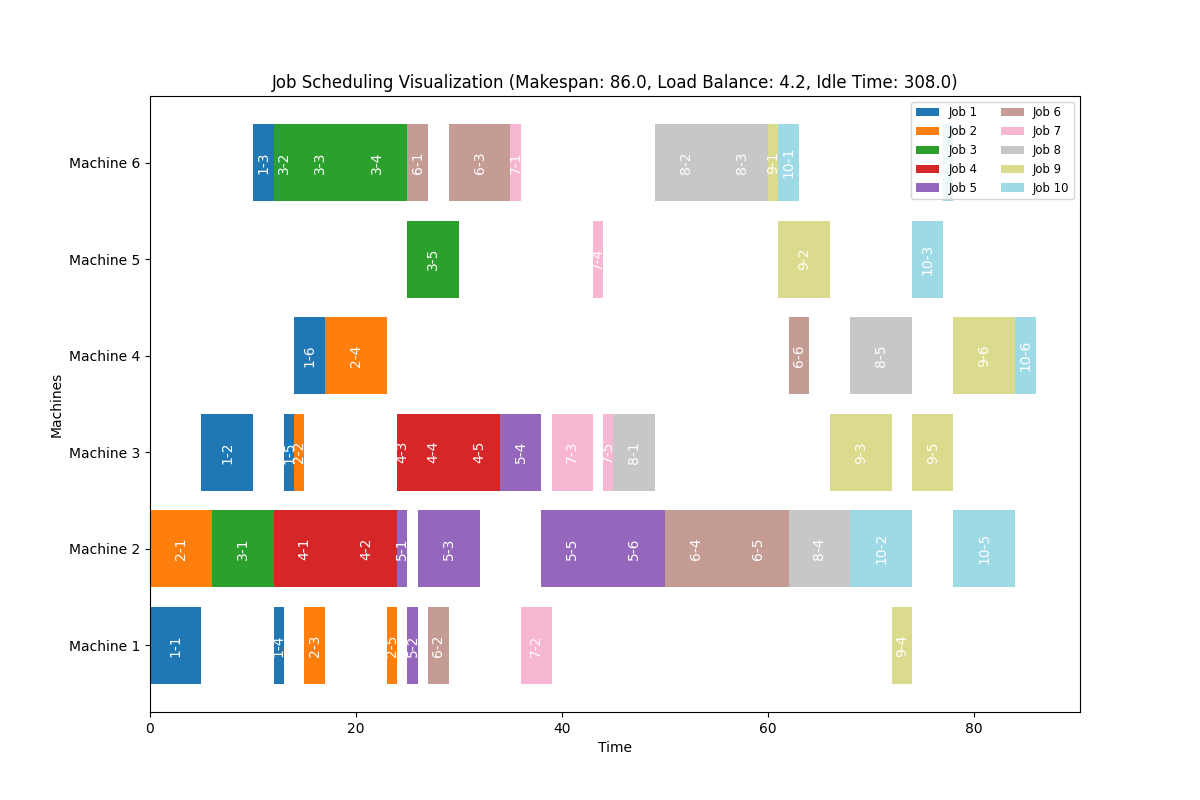 Job Scheduling Visualization (Makespan: 86.0, Load Balance: 4.2, Idle Time: 308.0)
Job 1 Job 6
Job 2 Job 7
Job 3 Job 8
Job 4 Job 9
Job 5 Job 10
Machine 6 1-3 3-2 3-3 3-4 6-1 6-3 7-1 8-2 8-3 9-1 10-1
Machine 5 3-5 7-4 9-2 10-3
Machine 4 1-6 2-4 6-6 8-5 9-6 10-6
Machine 3 1-2 1-5 2-2 4-3 4-4 4-5 5-4 7-3 7-5 8-1 9-3 9-5
Machine 2 2-1 3-1 4-1 4-2 5-1 5-3 5-5 5-6 6-4 6-5 8-4 10-2 10-5
Machine 1 1-1 1-4 2-3 2-5 5-2 6-2 7-2 9-4
Machines
0 20 40 60 80
Time